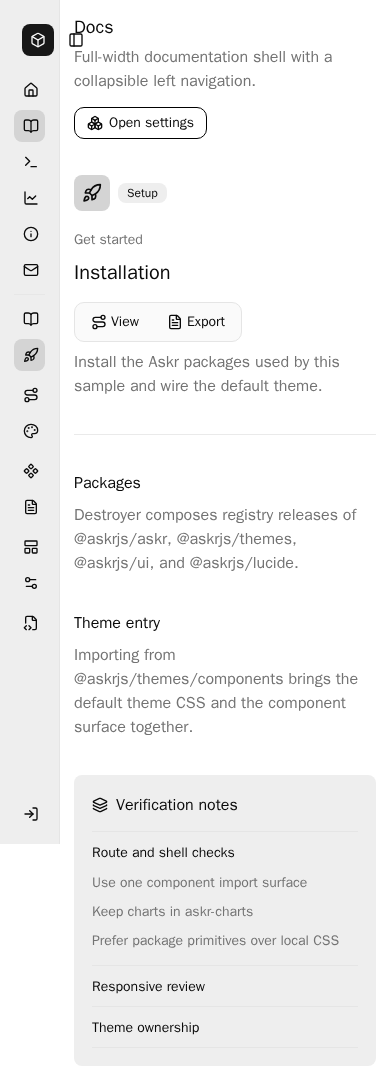 Docs
Full-width documentation shell with a
collapsible left navigation.
Open settings
Setup
Get started
Installation
View Export
Install the Askr packages used by this
sample and wire the default theme.
Packages
Destroyer composes registry releases of
@askrjs/askr, @askrjs/themes,
@askrjs/ui, and @askrjs/lucide.
Theme entry
Importing from
@askrjs/themes/components brings the
default theme CSS and the component
surface together.
Verification notes
Route and shell checks
Use one component import surface
Keep charts in askr-charts
Prefer package primitives over local CSS
Responsive review
Theme ownership